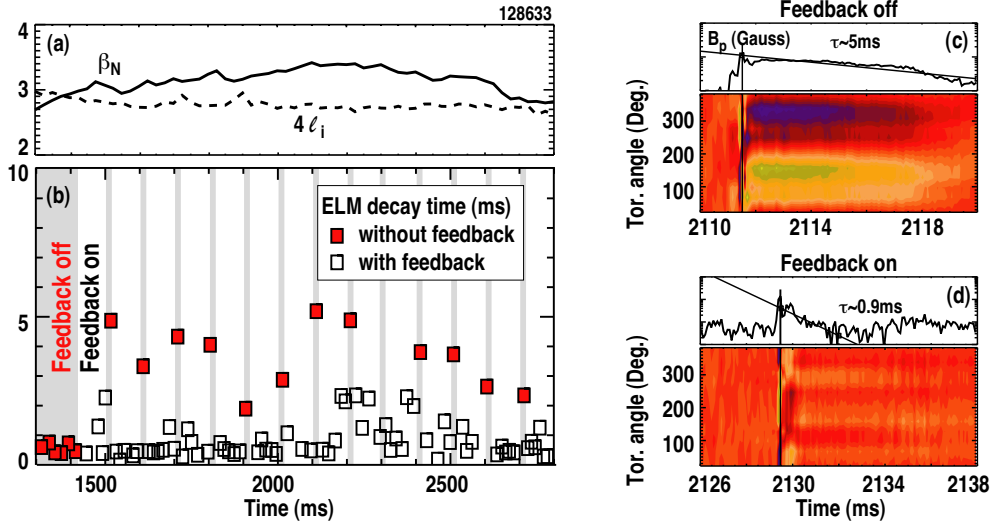 128633
(a)
β_N
4 ℓ_i
4
3
2
10
5
0
(b)
Feedback off
Feedback on
ELM decay time (ms)
without feedback
with feedback
1500 2000 2500
Time (ms)
Feedback off
(c)
B_p (Gauss) τ~5ms
Tor. angle (Deg.)
300
200
100
2110 2114 2118
Feedback on
(d)
τ~0.9ms
Tor. angle (Deg.)
300
200
100
2126 2130 2134 2138
Time (ms)